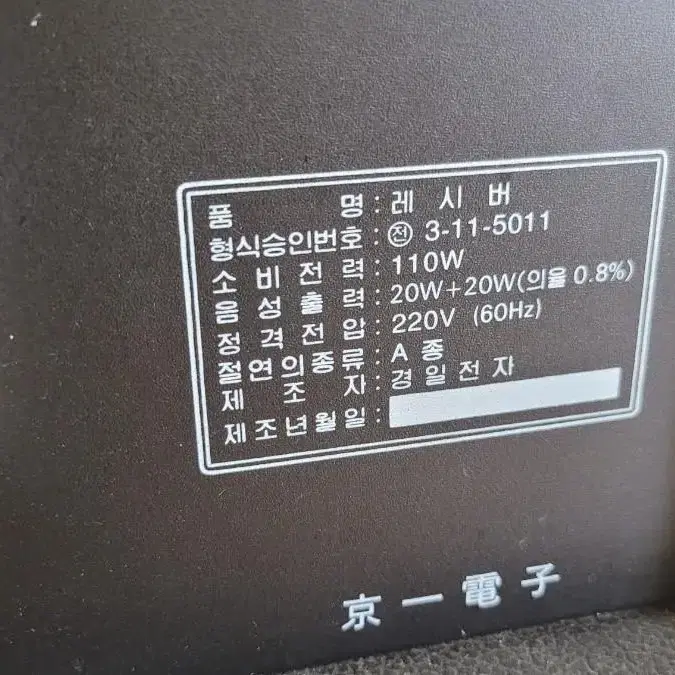 품 명 : 레 시 버
형식승인번호 : ㉠ 3-11-5011
소 비 전 력 : 110W
음 성 출 력 : 20W+20W(의율 0.8%)
정 격 전 압 : 220V (60Hz)
절연의종류 : A 종
제 조 자 : 경 일 전 자
제조년월일 :
京一電子